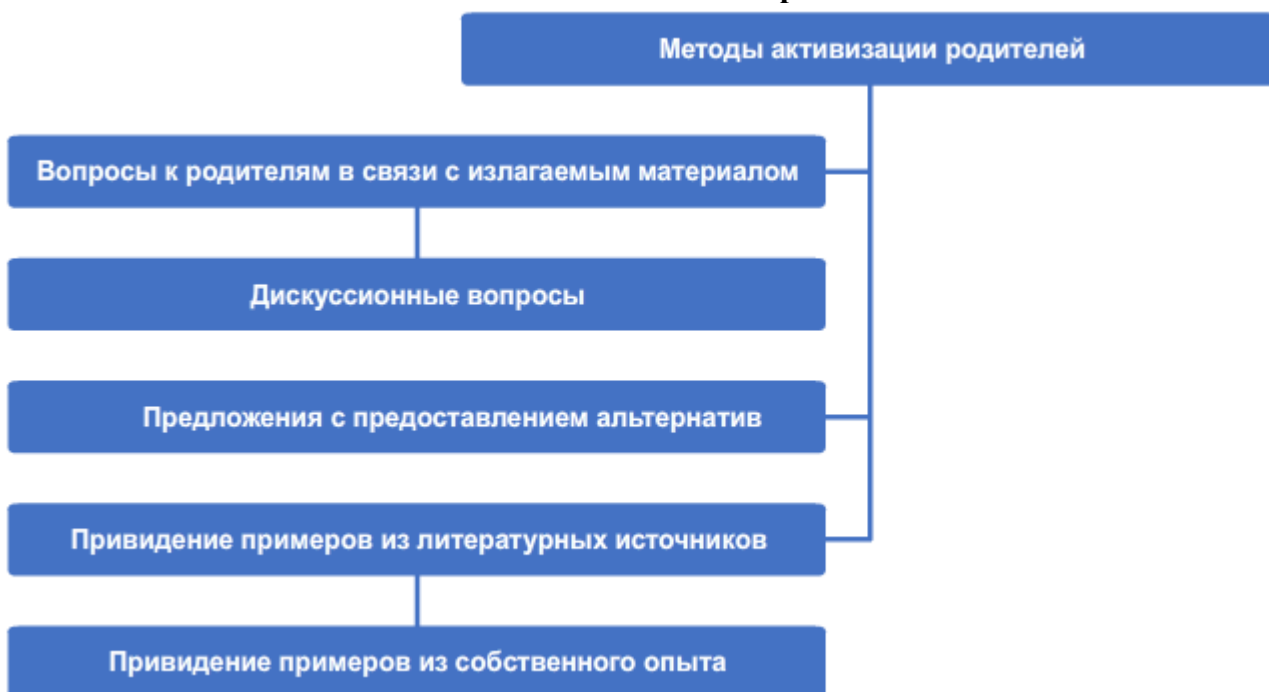 Методы активизации родителей
Вопросы к родителям в связи с излагаемым материалом
Дискуссионные вопросы
Предложения с предоставлением альтернатив
Привидение примеров из литературных источников
Привидение примеров из собственного опыта